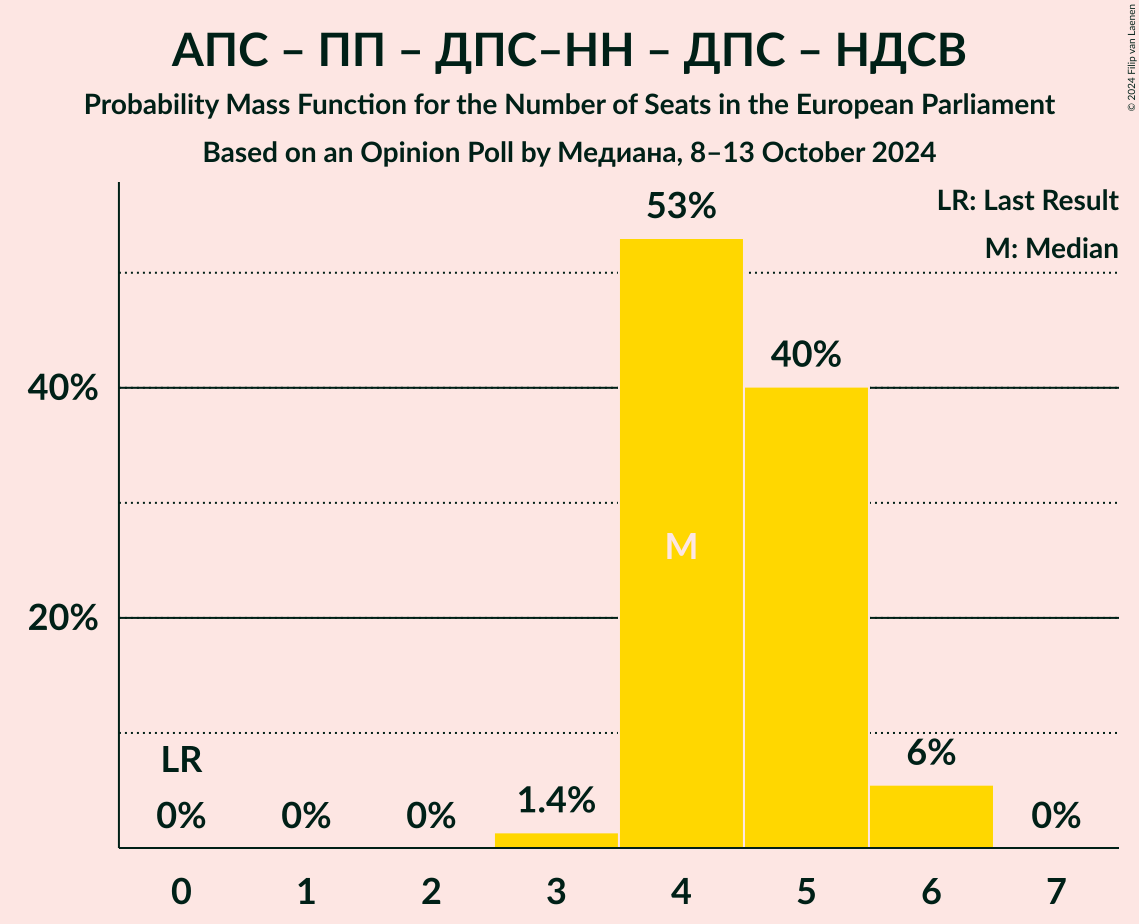 АПС – ПП – ДПС–НН – ДПС – НДСВ
Probability Mass Function for the Number of Seats in the European Parliament
Based on an Opinion Poll by Медиана, 8–13 October 2024
© 2024 Filip van Laenen
LR: Last Result
M: Median
53%
40%
40%
M
20%
LR
6%
0% 0% 0% 1.4% 0%
0 1 2 3 4 5 6 7